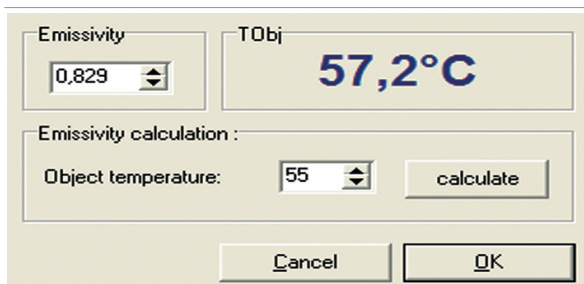 Emissivity
TObj
0,829
57,2°C
Emissivity calculation :
Object temperature:
55
calculate
Cancel
OK